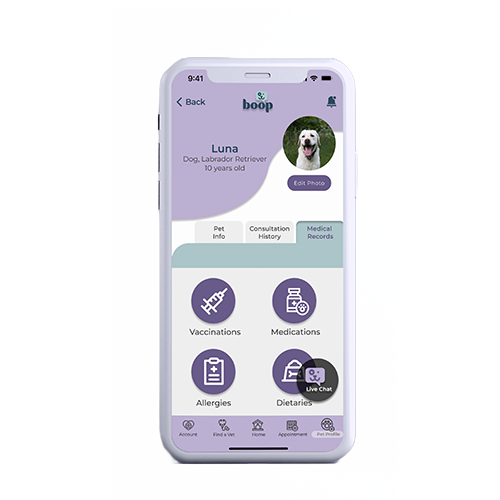 9:41
Back
boop
Luna
Dog, Labrador Retriever
10 years old
Edit Photo
Pet
Info
Consultation
History
Medical
Records
Vaccinations
Medications
Allergies
Dietaries
Live Chat
Account
Find a Vet
Home
Appointment
Pet Profile